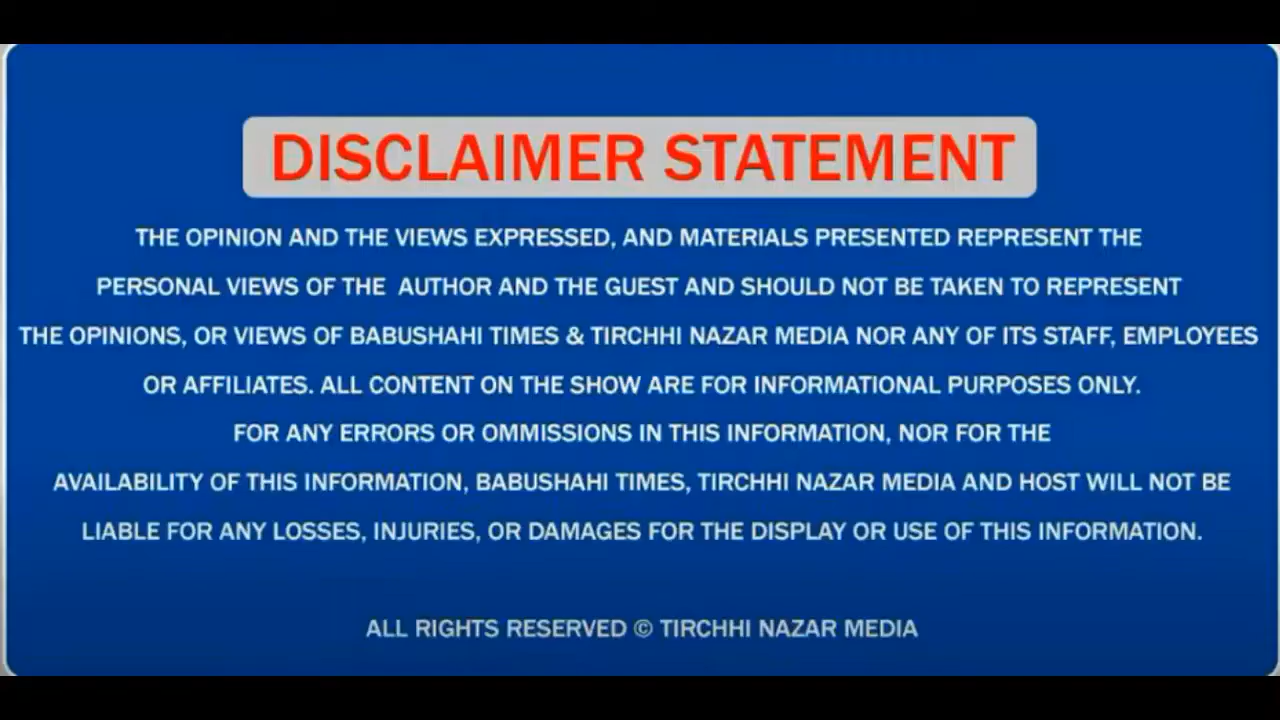 DISCLAIMER STATEMENT
THE OPINION AND THE VIEWS EXPRESSED, AND MATERIALS PRESENTED REPRESENT THE
PERSONAL VIEWS OF THE AUTHOR AND THE GUEST AND SHOULD NOT BE TAKEN TO REPRESENT
THE OPINIONS, OR VIEWS OF BABUSHAHI TIMES & TIRCHHI NAZAR MEDIA NOR ANY OF ITS STAFF, EMPLOYEES
OR AFFILIATES. ALL CONTENT ON THE SHOW ARE FOR INFORMATIONAL PURPOSES ONLY.
FOR ANY ERRORS OR OMMISSIONS IN THIS INFORMATION, NOR FOR THE
AVAILABILITY OF THIS INFORMATION, BABUSHAHI TIMES, TIRCHHI NAZAR MEDIA AND HOST WILL NOT BE
LIABLE FOR ANY LOSSES, INJURIES, OR DAMAGES FOR THE DISPLAY OR USE OF THIS INFORMATION.
ALL RIGHTS RESERVED © TIRCHHI NAZAR MEDIA